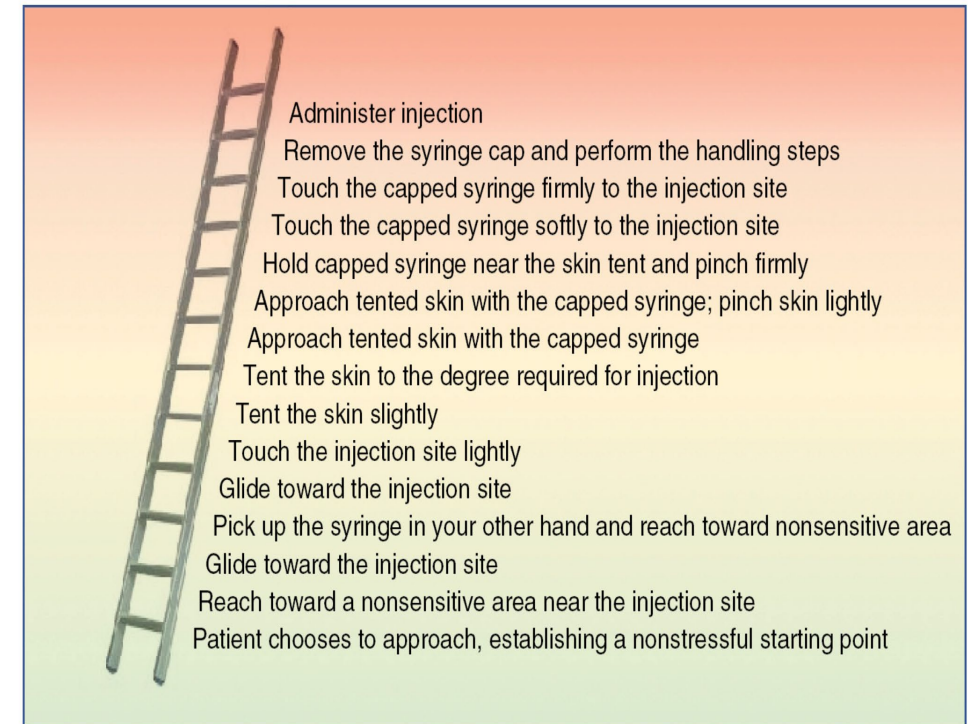 Administer injection
Remove the syringe cap and perform the handling steps
Touch the capped syringe firmly to the injection site
Touch the capped syringe softly to the injection site
Hold capped syringe near the skin tent and pinch firmly
Approach tented skin with the capped syringe; pinch skin lightly
Approach tented skin with the capped syringe
Tent the skin to the degree required for injection
Tent the skin slightly
Touch the injection site lightly
Glide toward the injection site
Pick up the syringe in your other hand and reach toward nonsensitive area
Glide toward the injection site
Reach toward a nonsensitive area near the injection site
Patient chooses to approach, establishing a nonstressful starting point